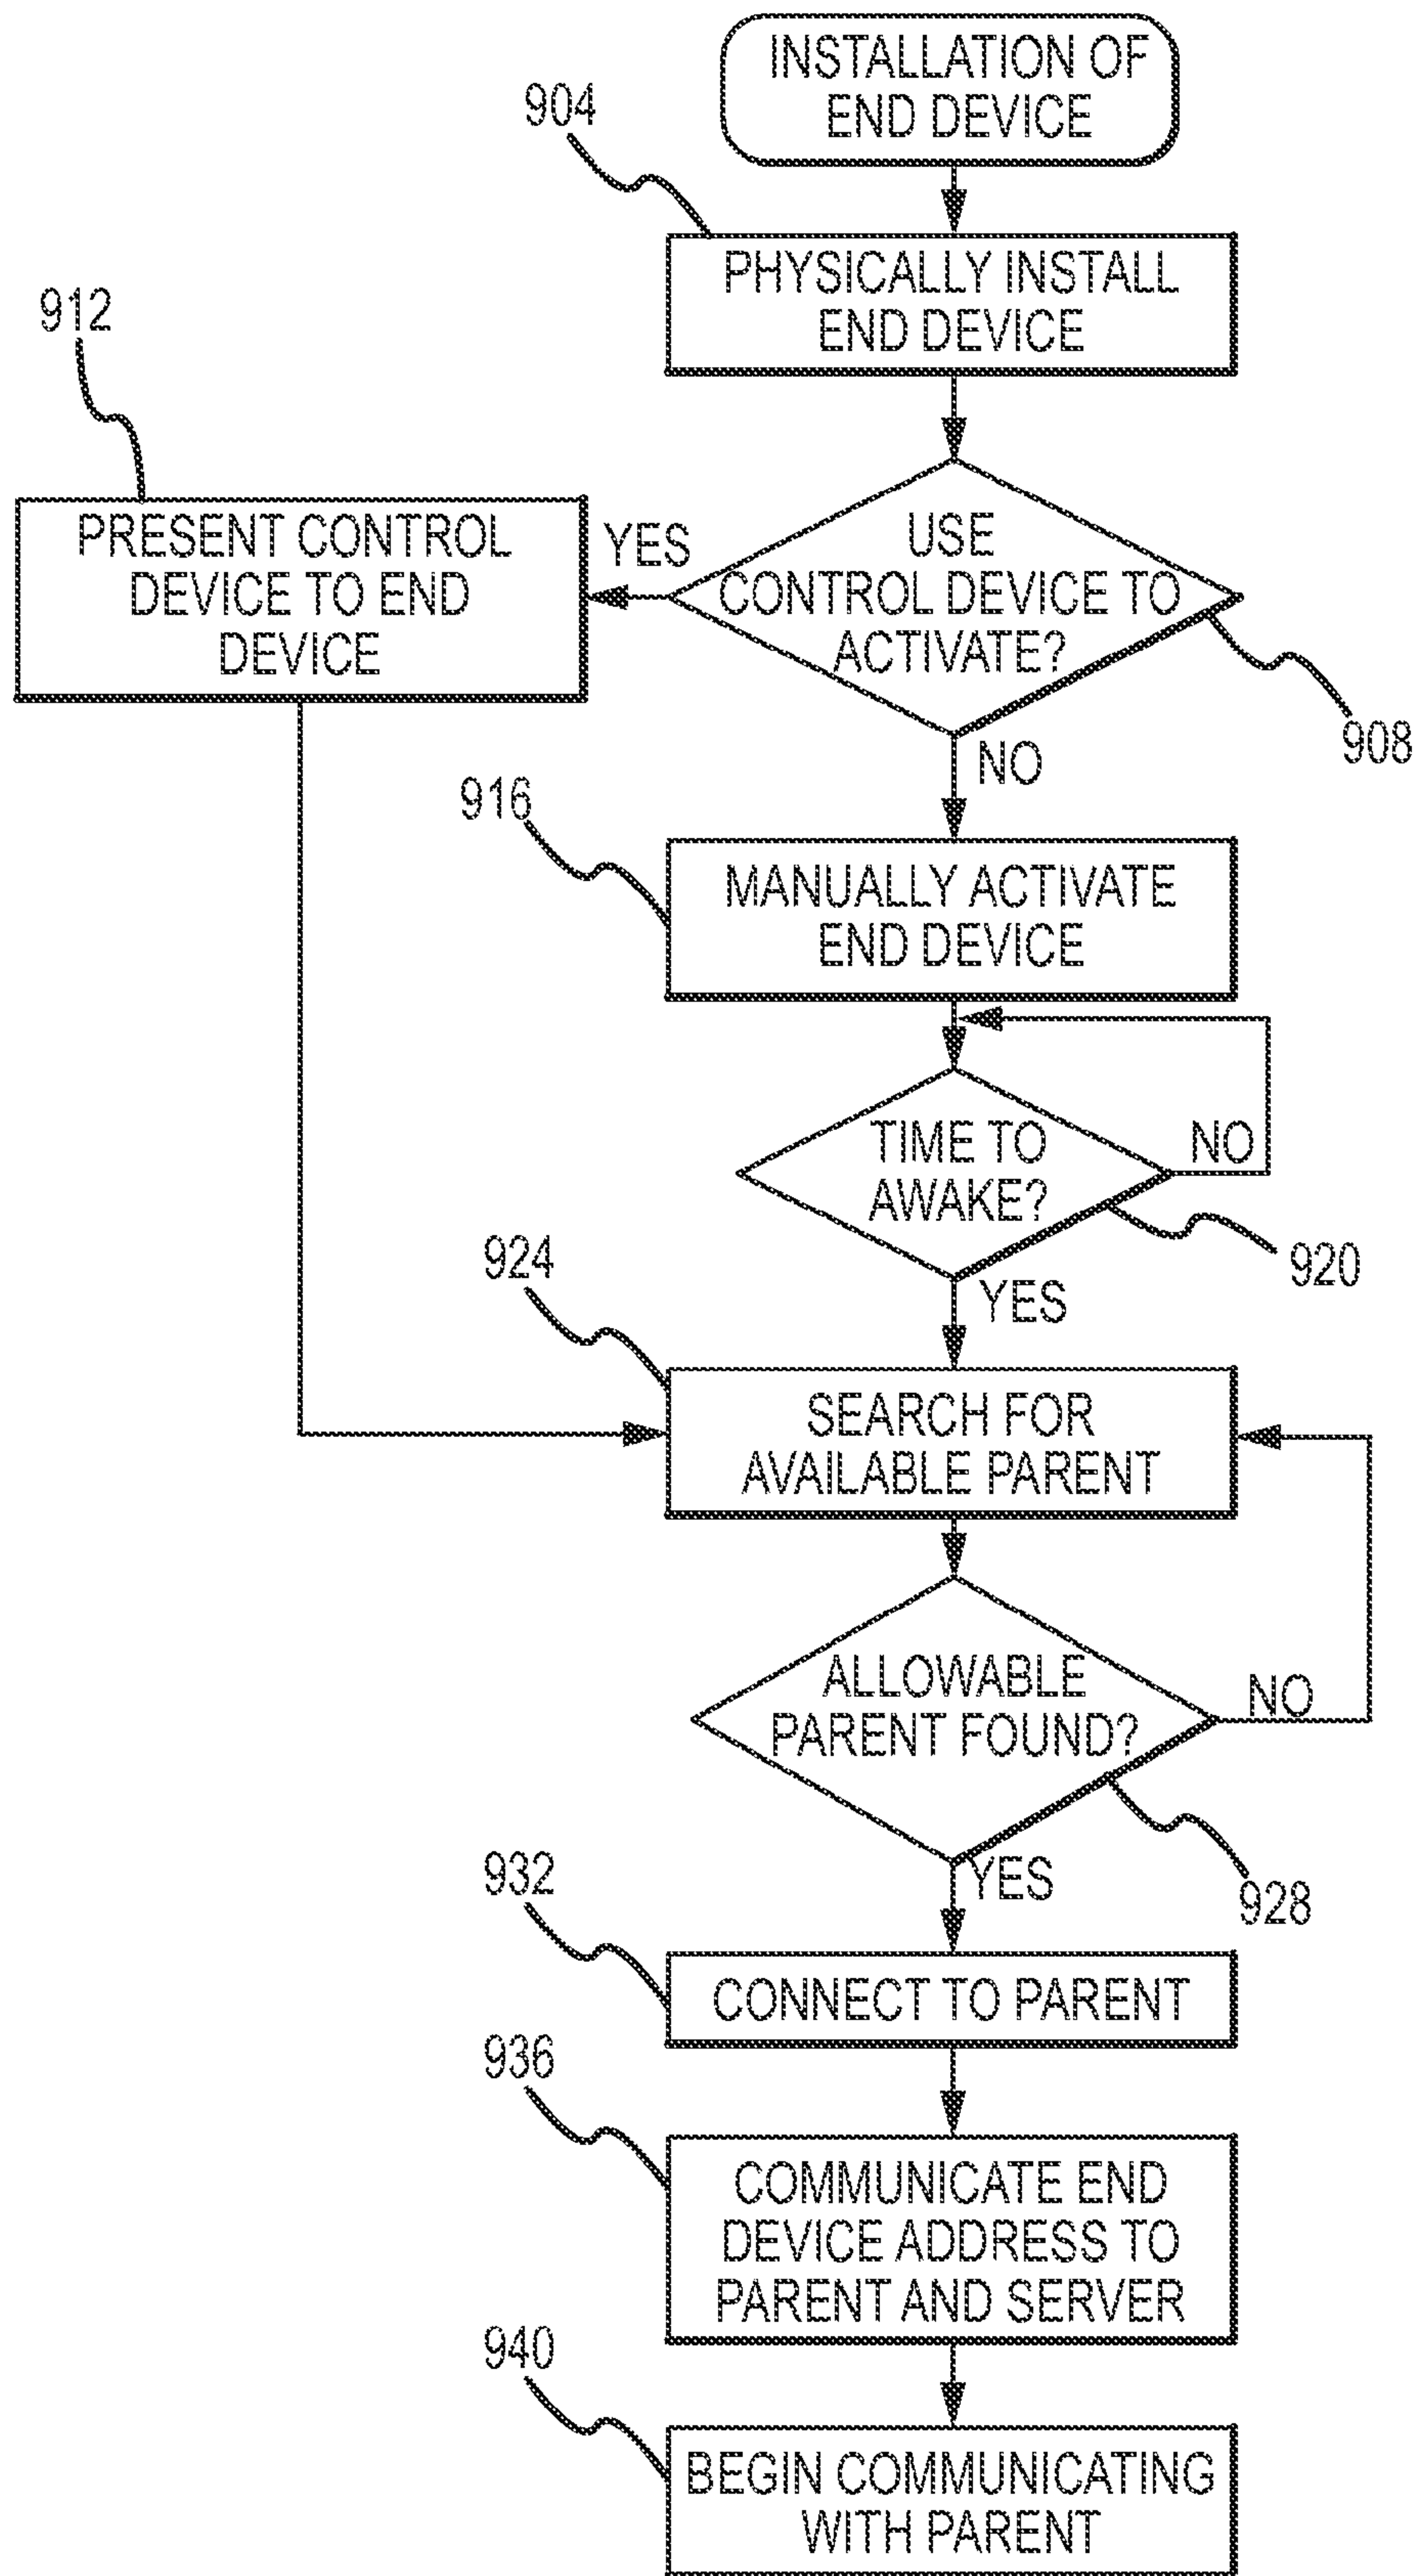 INSTALLATION OF
END DEVICE
904
PHYSICALLY INSTALL
END DEVICE
912
PRESENT CONTROL
DEVICE TO END
DEVICE
YES
USE
CONTROL DEVICE TO
ACTIVATE?
908
NO
916
MANUALLY ACTIVATE
END DEVICE
TIME TO
AWAKE?
NO
920
YES
924
SEARCH FOR
AVAILABLE PARENT
ALLOWABLE
PARENT FOUND?
NO
928
YES
932
CONNECT TO PARENT
936
COMMUNICATE END
DEVICE ADDRESS TO
PARENT AND SERVER
940
BEGIN COMMUNICATING
WITH PARENT